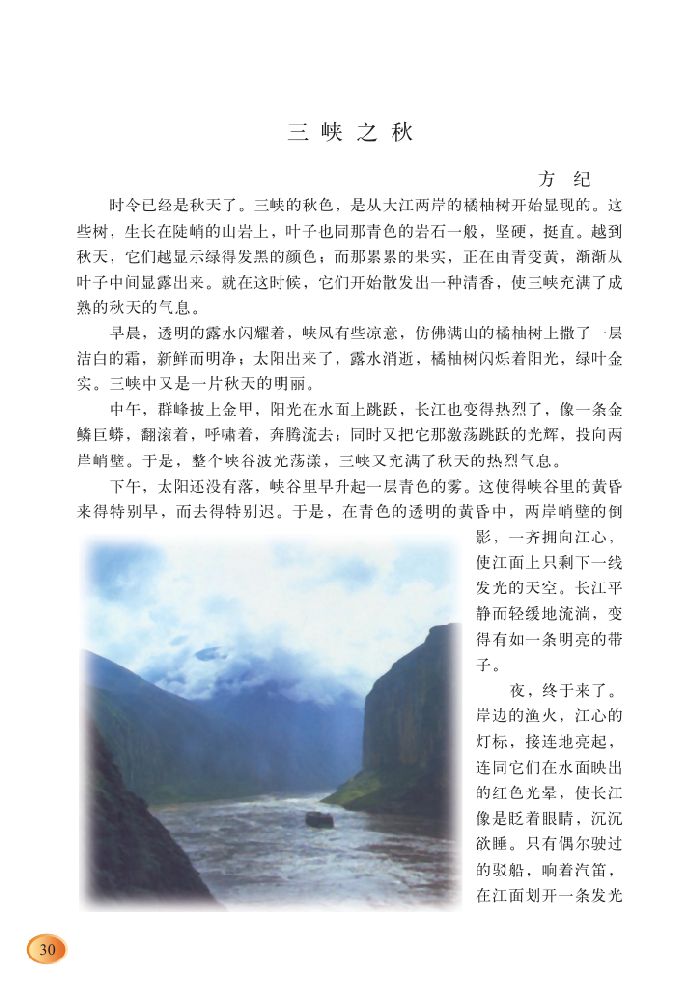 三峡之秋
方 纪
时令已经是秋天了。三峡的秋色，是从大江两岸的橘柚树开始显现的。这
些树，生长在陡峭的山岩上，叶子也同那青色的岩石一般，坚硬，挺直。越到
秋天，它们越显示绿得发黑的颜色；而那累累的果实，正在由青变黄，渐渐从
叶子中间显露出来。就在这时候，它们开始散发出一种清香，使三峡充满了成
熟的秋天的气息。
早晨，透明的露水闪耀着，峡风有些凉意，仿佛满山的橘柚树上撒了一层
洁白的霜，新鲜而明净；太阳出来了，露水消逝，橘柚树闪烁着阳光，绿叶金
实。三峡中又是一片秋天的明丽。
中午，群峰披上金甲，阳光在水面上跳跃，长江也变得热烈了，像一条金
鳞巨蟒，翻滚着，呼啸着，奔腾流去；同时又把它那激荡跳跃的光辉，投向两
岸峭壁。于是，整个峡谷波光荡漾，三峡又充满了秋天的热烈气息。
下午，太阳还没有落，峡谷里早升起一层青色的雾。这使得峡谷里的黄昏
来得特别早，而去得特别迟。于是，在青色的透明的黄昏中，两岸峭壁的倒
影，一齐拥向江心，
使江面上只剩下一线
发光的天空。长江平
静而轻缓地流淌，变
得有如一条明亮的带
子。
夜，终于来了。
岸边的渔火，江心的
灯标，接连地亮起，
连同它们在水面映出
的红色光晕，使长江
像是眨着眼睛，沉沉
欲睡。只有偶尔驶过
的驳船，响着汽笛，
在江面划开一条发光
30